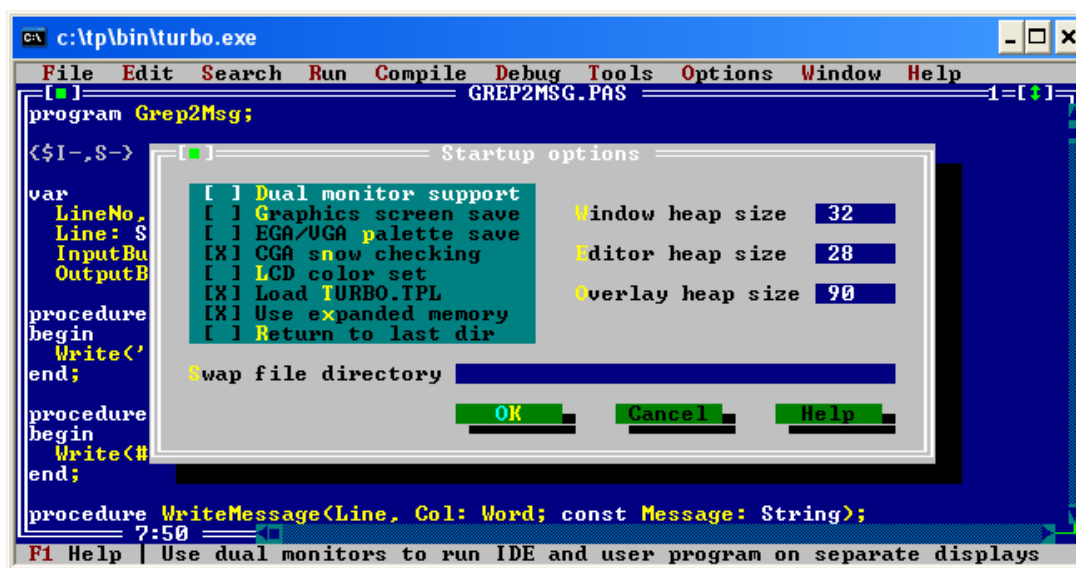 c:\tp\bin\turbo.exe
File Edit Search Run Compile Debug Tools Options Window Help
GREP2MSG.PAS 1
program Grep2Msg;
{$I-,S-}
Startup options
var
LineNo,
Line: S
InputBu
OutputB
[ ] Dual monitor support
[ ] Graphics screen save
[ ] EGA/VGA palette save
[X] CGA snow checking
[ ] LCD color set
[X] Load TURBO.TPL
[X] Use expanded memory
[ ] Return to last dir
Window heap size 32
Editor heap size 28
Overlay heap size 90
procedure
begin
Write('
end;
Swap file directory
OK Cancel Help
procedure
begin
Write(#
end;
procedure WriteMessage(Line, Col: Word; const Message: String);
7:50
F1 Help | Use dual monitors to run IDE and user program on separate displays